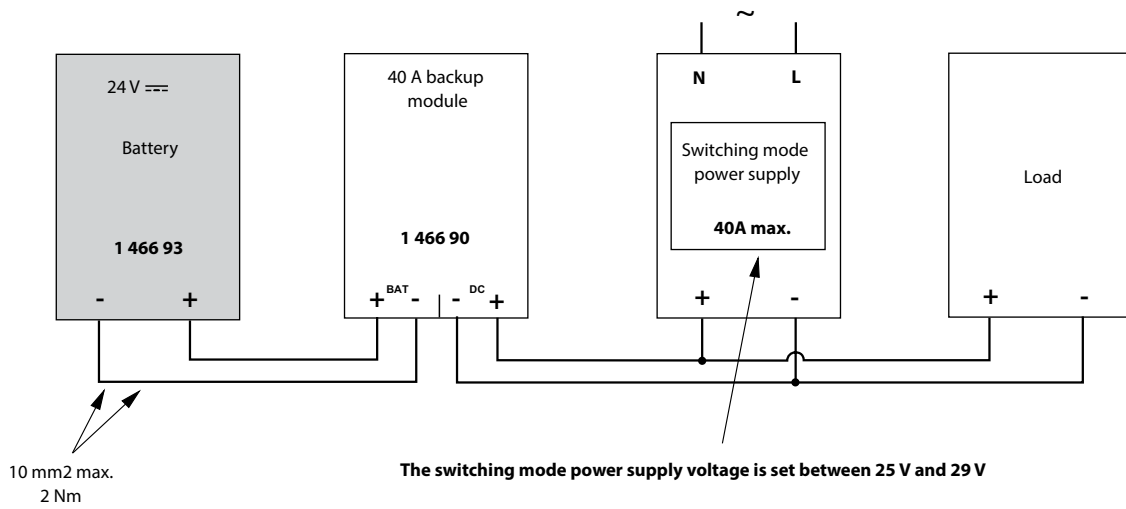 ~
24 V ⎓
Battery
1 466 93
- +
40 A backup
module
1 466 90
+ BAT - - DC +
N L
Switching mode
power supply
40A max.
+ -
Load
+ -
10 mm2 max.
2 Nm
The switching mode power supply voltage is set between 25 V and 29 V